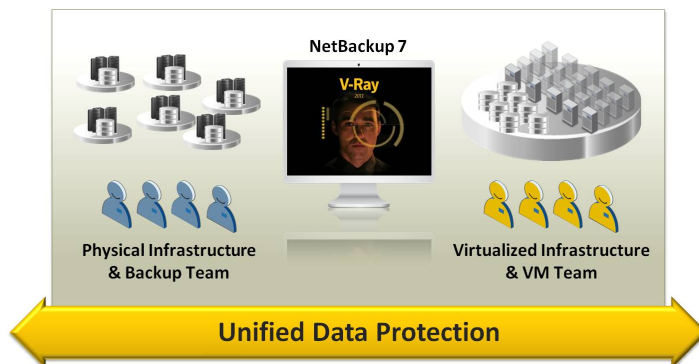 NetBackup 7
V-Ray
Physical Infrastructure
& Backup Team
Virtualized Infrastructure
& VM Team
Unified Data Protection